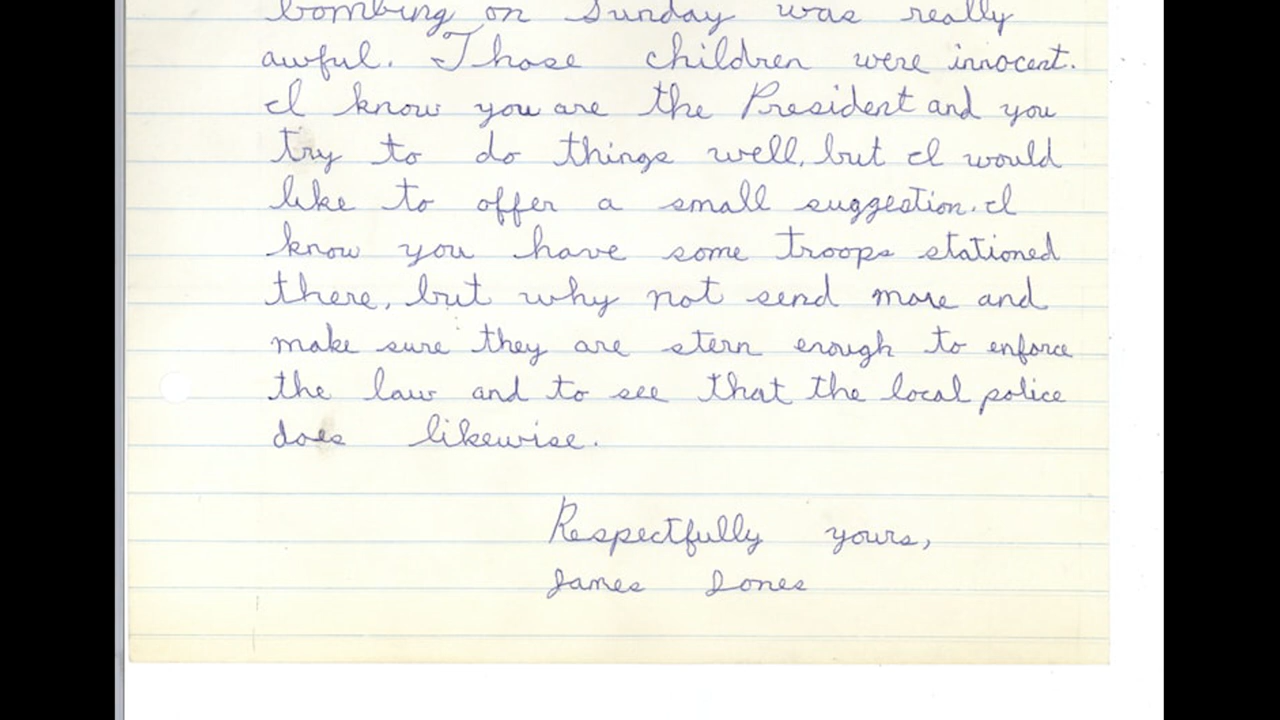 bombing on Sunday was really
awful. Those children were innocent.
I know you are the President and you
try to do things well, but I would
like to offer a small suggestion. I
know you have some troops stationed
there, but why not send more and
make sure they are stern enough to enforce
the law and to see that the local police
does likewise.
Respectfully yours,
James Jones